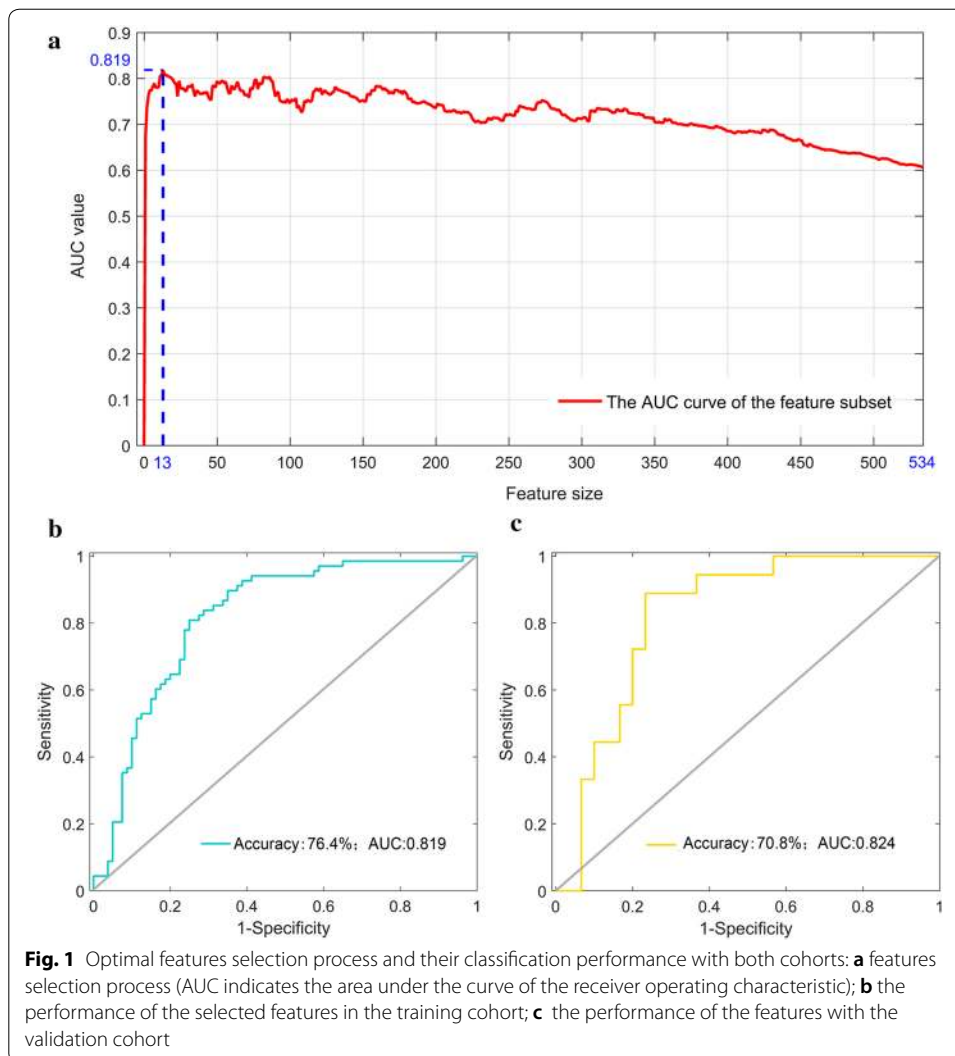 a
0.9
0.819
0.8
0.7
0.6
0.5
0.4
0.3
0.2
0.1
0
AUC value
The AUC curve of the feature subset
0 13 50 100 150 200 250 300 350 400 450 500 534
Feature size
b
1
0.8
0.6
0.4
0.2
0
Sensitivity
Accuracy:76.4%; AUC:0.819
0 0.2 0.4 0.6 0.8 1
1-Specificity
c
1
0.8
0.6
0.4
0.2
0
Sensitivity
Accuracy:70.8%; AUC:0.824
0 0.2 0.4 0.6 0.8 1
1-Specificity
Fig. 1 Optimal features selection process and their classification performance with both cohorts: a features
selection process (AUC indicates the area under the curve of the receiver operating characteristic); b the
performance of the selected features in the training cohort; c the performance of the features with the
validation cohort